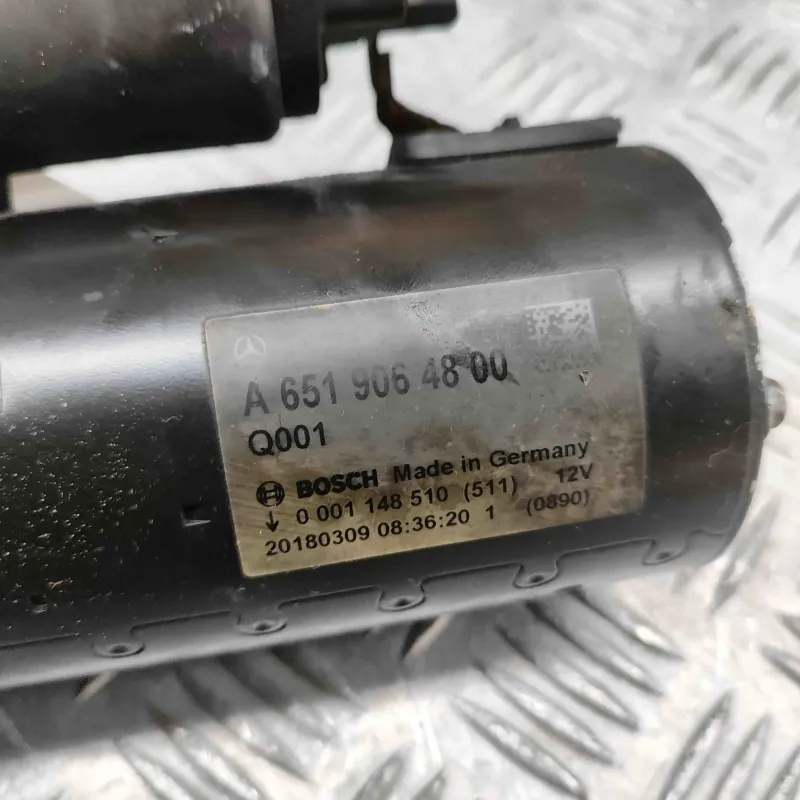 A 651 906 48 00
Q001
BOSCH Made in Germany
0 001 148 510 (511) 12V
20180309 08:36:20 1 (0890)